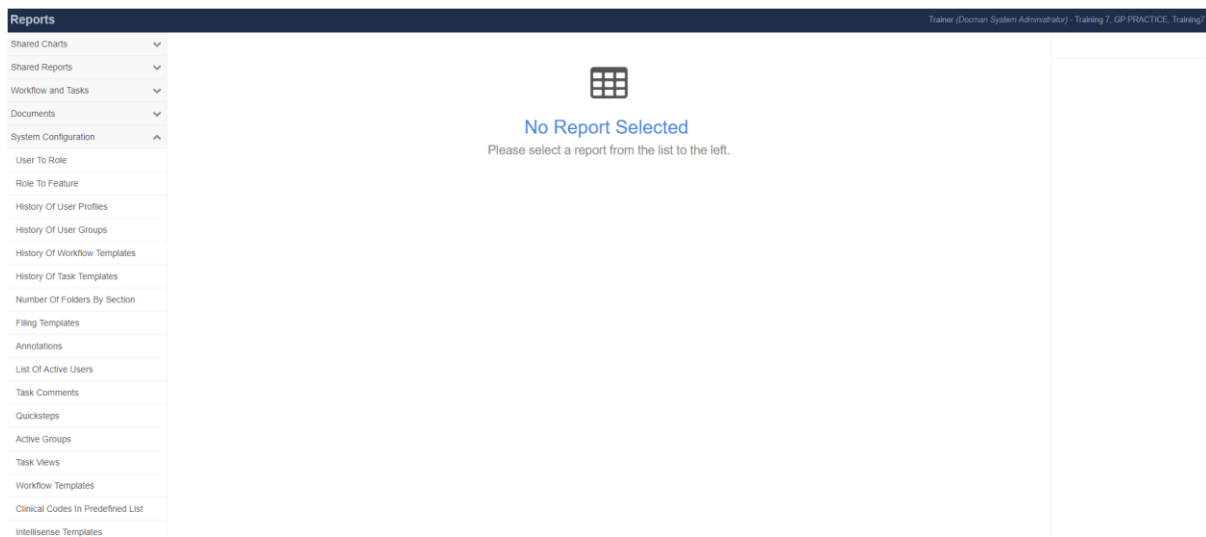 Reports
Trainer (Docman System Administrator) - Training 7, GP PRACTICE, Training7
Shared Charts
Shared Reports
Workflow and Tasks
Documents
System Configuration
User To Role
Role To Feature
History Of User Profiles
History Of User Groups
History Of Workflow Templates
History Of Task Templates
Number Of Folders By Section
Filing Templates
Annotations
List Of Active Users
Task Comments
Quicksteps
Active Groups
Task Views
Workflow Templates
Clinical Codes In Predefined List
Intellisense Templates
No Report Selected
Please select a report from the list to the left.